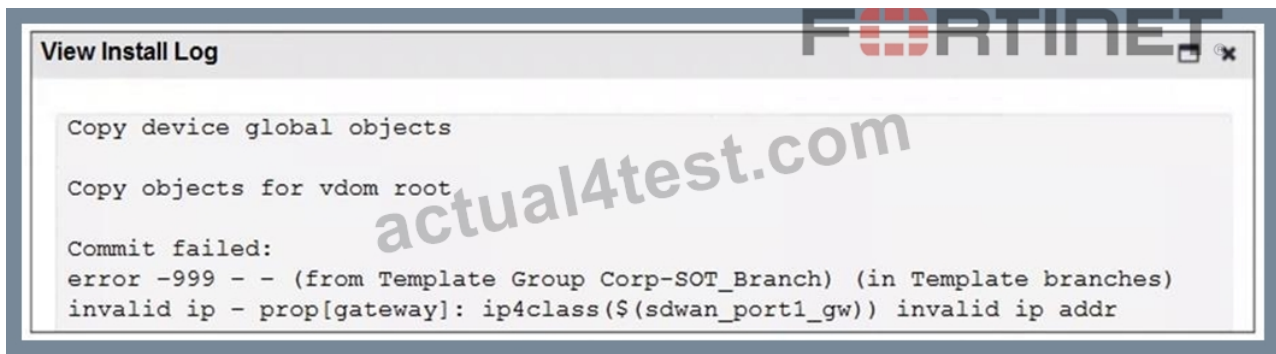 FORTINET
View Install Log
Copy device global objects
Copy objects for vdom root
actual4test.com
Commit failed:
error -999 - - (from Template Group Corp-SOT_Branch) (in Template branches)
invalid ip - prop[gateway]: ip4class($(sdwan_port1_gw)) invalid ip addr